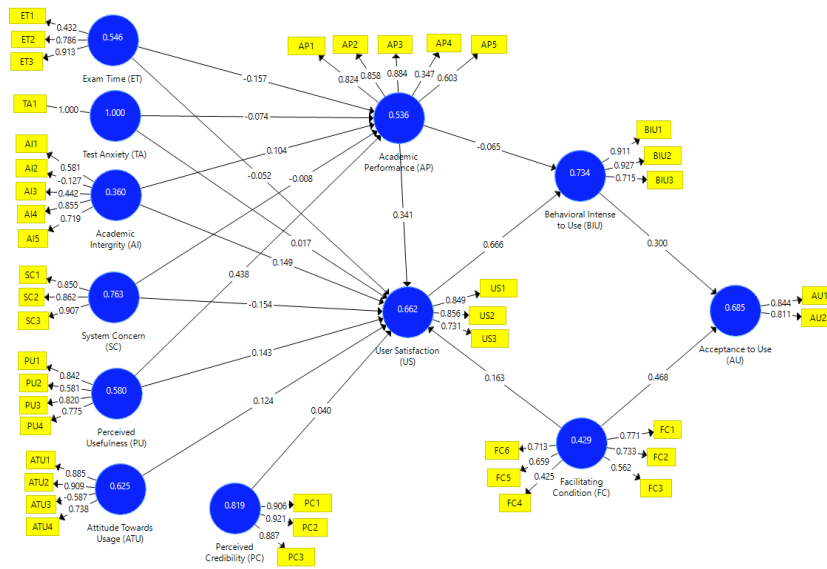 ET1
0.432
ET2
0.786
ET3
0.913
0.546
Exam Time (ET)
TA1
1.000
1.000
Test Anxiety (TA)
AI1
0.581
AI2
-0.127
AI3
0.442
AI4
0.855
AI5
0.719
0.360
Academic
Intergrity (AI)
SC1
0.850
SC2
0.862
SC3
0.907
0.763
System Concern
(SC)
PU1
0.842
PU2
0.581
PU3
0.820
PU4
0.775
0.580
Perceived
Usefulness (PU)
ATU1
0.885
ATU2
0.909
ATU3
-0.587
ATU4
0.738
0.625
Attitude Towards
Usage (ATU)
0.819
Perceived
Credibility (PC)
0.906
PC1
0.921
PC2
0.887
PC3
-0.157
-0.074
0.104
-0.052
-0.008
0.017
0.438
0.149
-0.154
0.143
0.124
0.040
AP1
AP2
AP3
AP4
AP5
0.824
0.858
0.884
0.347
0.603
0.536
Academic
Performance (AP)
0.341
-0.065
0.662
User Satisfaction
(US)
0.849
US1
0.856
US2
0.731
US3
0.666
0.163
0.734
Behavioral Intense
to Use (BIU)
0.911
BIU1
0.927
BIU2
0.715
BIU3
0.300
0.468
0.685
Acceptance to Use
(AU)
0.844
AU1
0.811
AU2
0.429
Facilitating
Condition (FC)
FC6
0.713
FC5
0.659
FC4
0.425
0.771
FC1
0.733
FC2
0.562
FC3